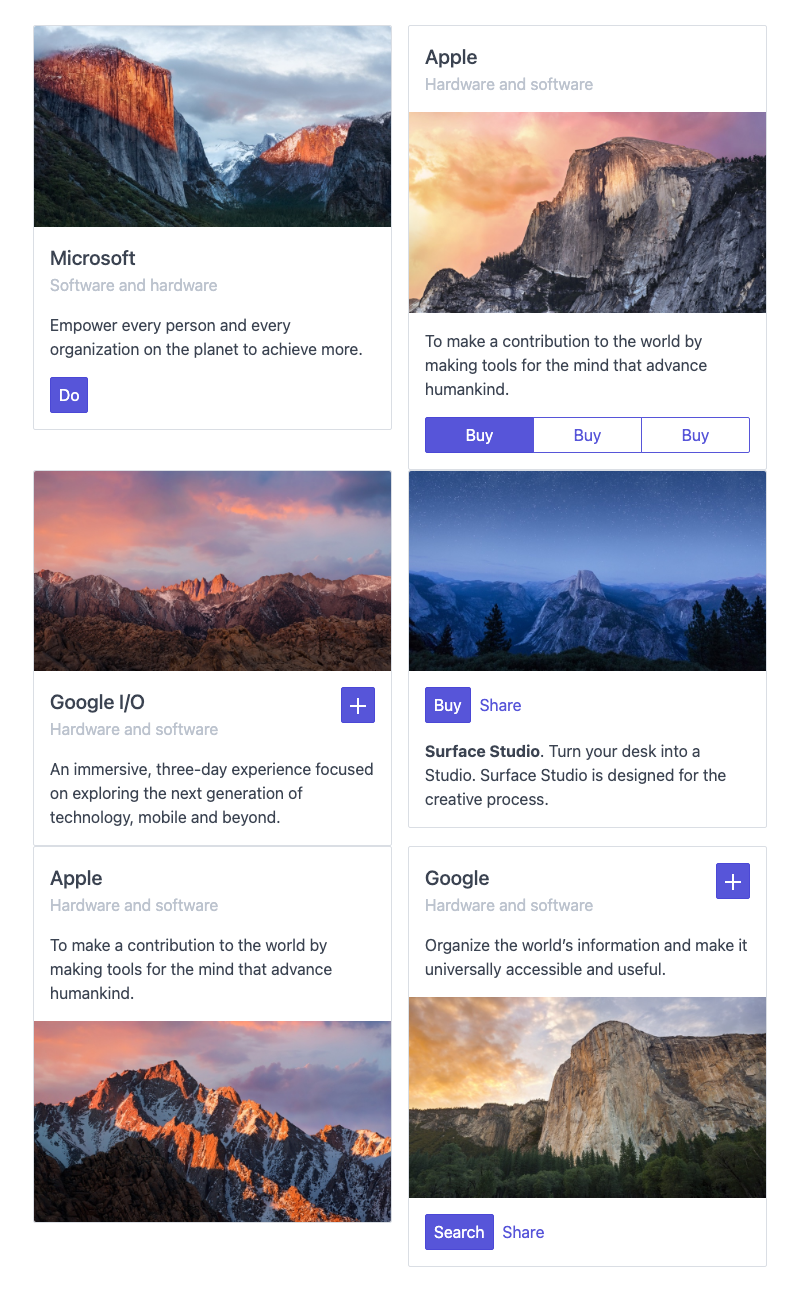 Microsoft
Software and hardware
Empower every person and every
organization on the planet to achieve more.
Do
Apple
Hardware and software
To make a contribution to the world by
making tools for the mind that advance
humankind.
Buy Buy Buy
Google I/O
Hardware and software
An immersive, three-day experience focused
on exploring the next generation of
technology, mobile and beyond.
Buy Share
Surface Studio. Turn your desk into a
Studio. Surface Studio is designed for the
creative process.
Apple
Hardware and software
To make a contribution to the world by
making tools for the mind that advance
humankind.
Google
Hardware and software
Organize the world’s information and make it
universally accessible and useful.
Search Share